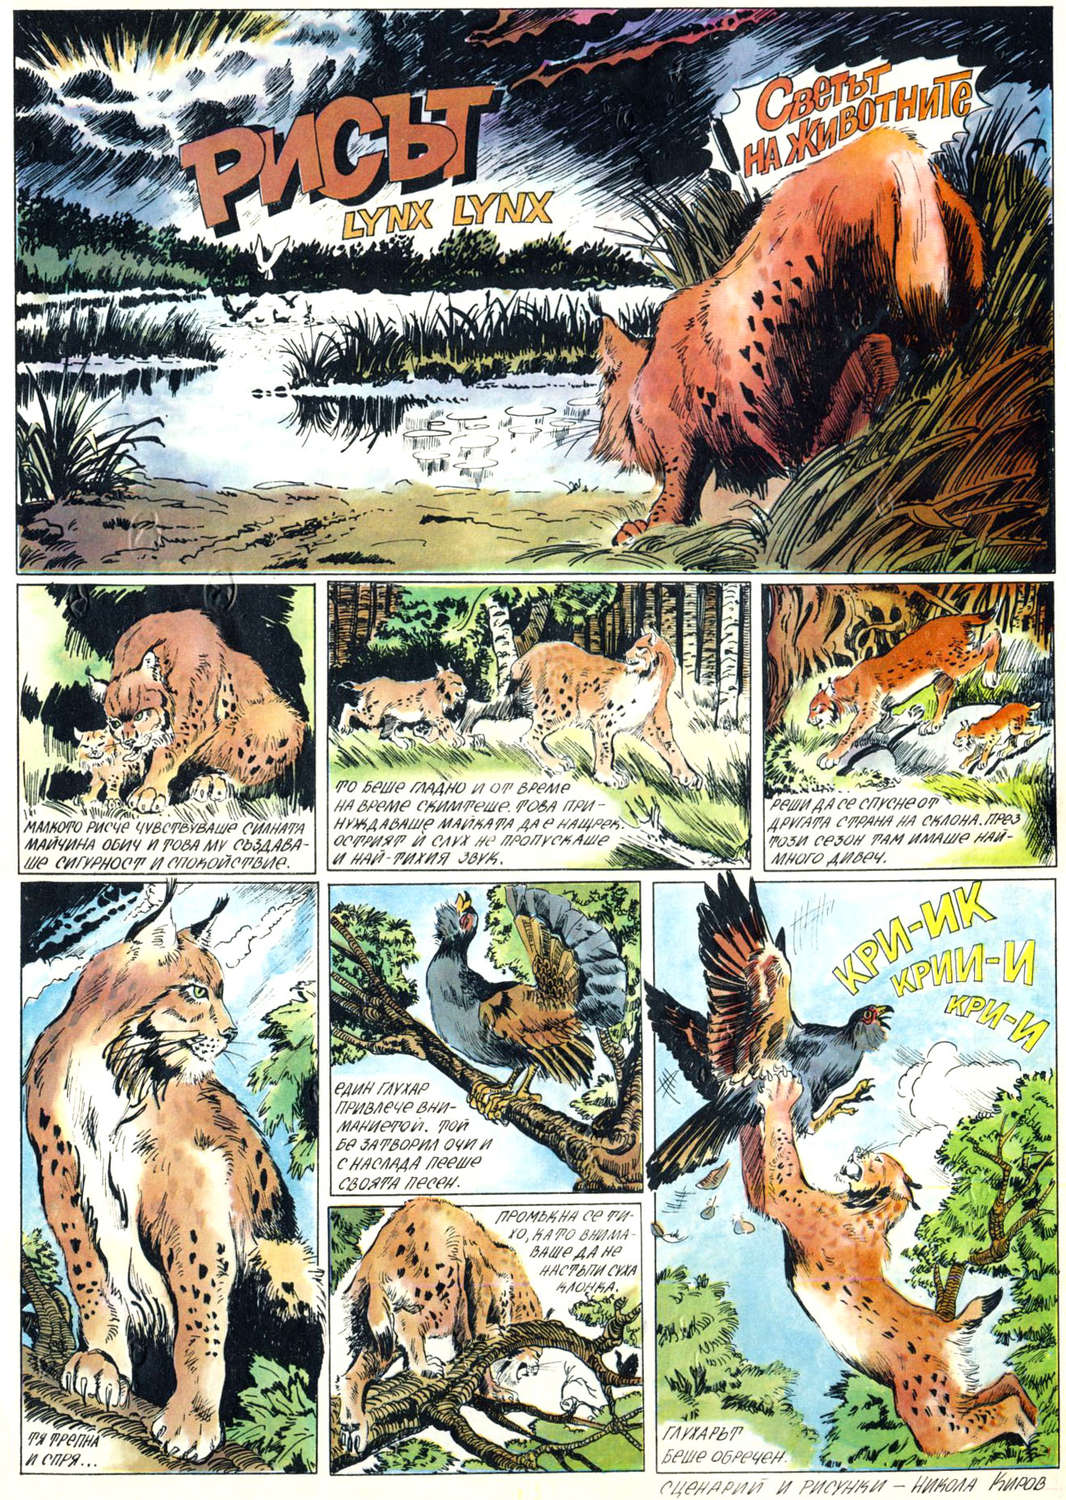 РИСЪТ
LYNX LYNX
СВЕТЪТ
НА ЖИВОТНИТЕ
МАЛКОТО РИСЧЕ ЧУВСТВУВАШЕ СИЛНАТА
МАЙЧИНА ОБИЧ И ТОВА МУ СЪЗДАВА-
ШЕ СИГУРНОСТ И СПОКОЙСТВИЕ.
ТО БЕШЕ ГЛАДНО И ОТ ВРЕМЕ
НА ВРЕМЕ СКИМТЕШЕ. ТОВА ПРИ-
НУЖДАВАШЕ МАЙКАТА ДА Е НАЩРЕК.
ОСТРИЯТ Й СЛУХ НЕ ПРОПУСКАШЕ
И НАЙ-ТИХИЯ ЗВУК.
РЕШИ ДА СЕ СПУСНЕ ОТ
ДРУГАТА СТРАНА НА СКЛОНА. ПРЕЗ
ТОЗИ СЕЗОН ТАМ ИМАШЕ НАЙ-
МНОГО ДИВЕЧ.
ТЯ ТРЕПНА
И СПРЯ...
ЕДИН ГЛУХАР
ПРИВЛЕЧЕ ВНИ-
МАНИЕТО Й. ТОЙ
БЕ ЗАТВОРИЛ ОЧИ И
С НАСЛАДА ПЕЕШЕ
СВОЯТА ПЕСЕН.
ПРОМЪКНА СЕ ТИ-
ХО, КАТО ВНИМА-
ВАШЕ ДА НЕ
НАСТЪПИ СУХА
КЛОНКА.
КРИ-ИК
КРИИ-И
КРИ-И
ГЛУХАРЪТ
БЕШЕ ОБРЕЧЕН.
СЦЕНАРИЙ И РИСУНКИ – НИКОЛА КИРОВ